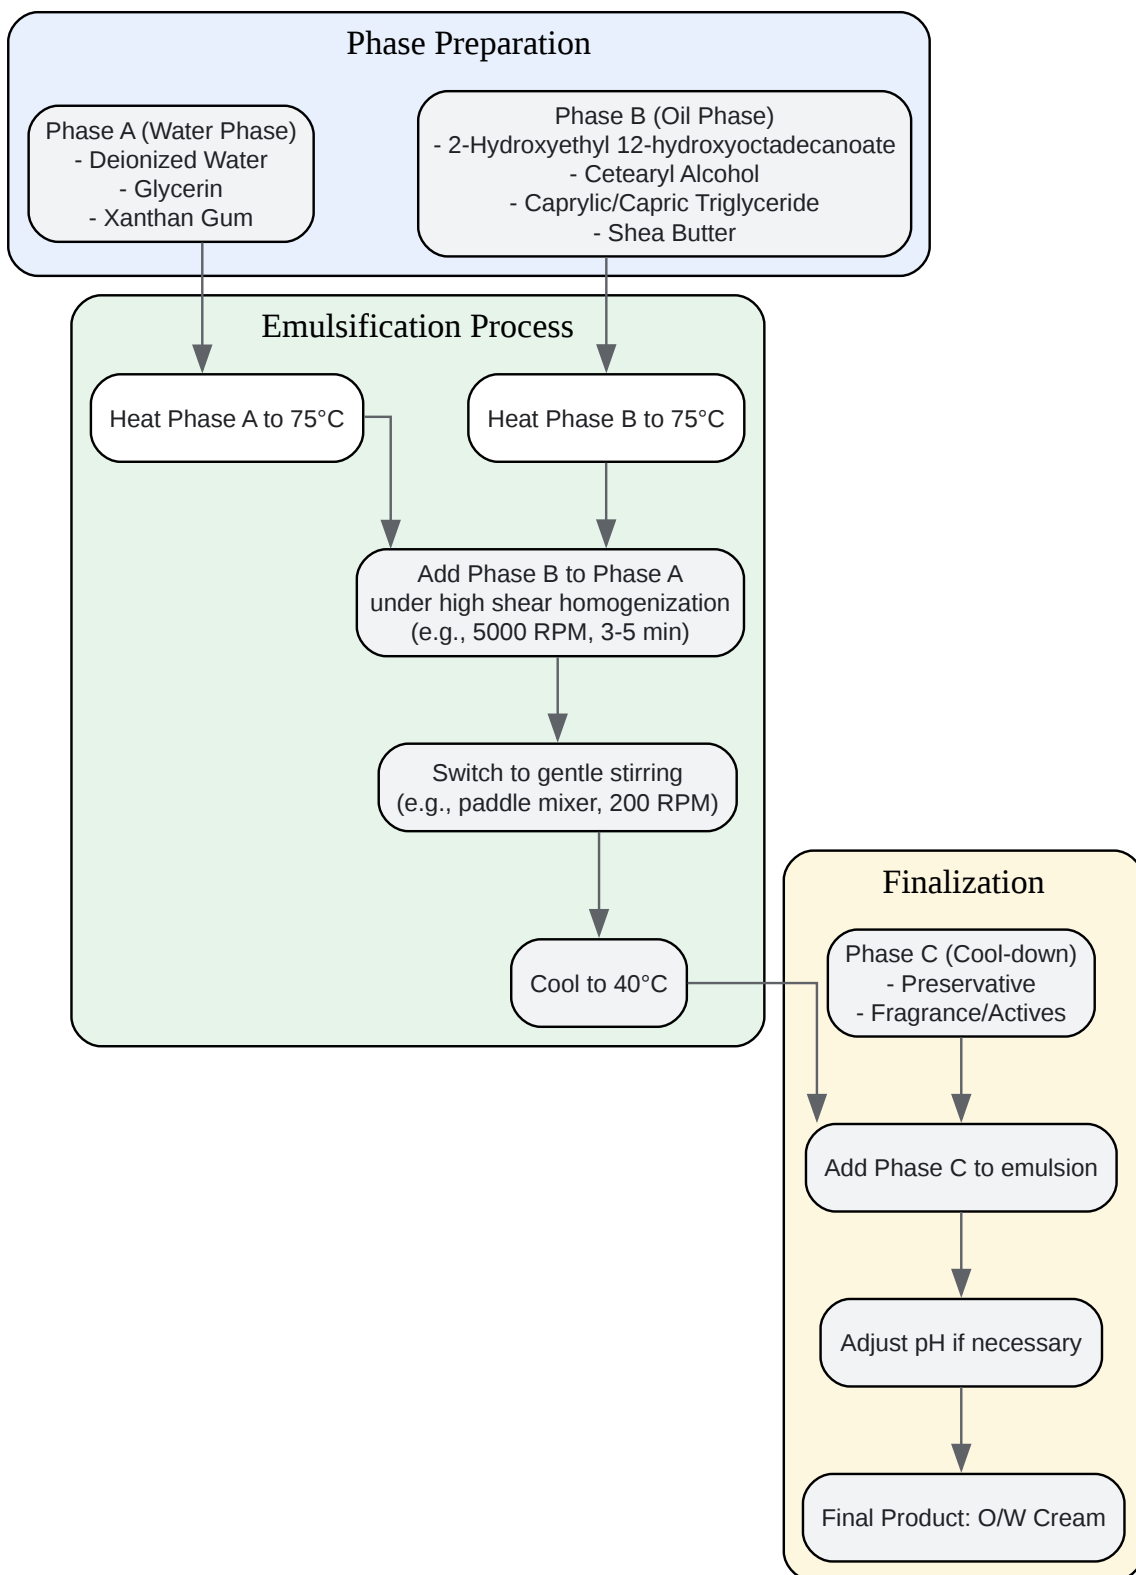 Phase Preparation
Phase A (Water Phase)
- Deionized Water
- Glycerin
- Xanthan Gum
Phase B (Oil Phase)
- 2-Hydroxyethyl 12-hydroxyoctadecanoate
- Cetearyl Alcohol
- Caprylic/Capric Triglyceride
- Shea Butter
Emulsification Process
Heat Phase A to 75°C
Heat Phase B to 75°C
Add Phase B to Phase A
under high shear homogenization
(e.g., 5000 RPM, 3-5 min)
Switch to gentle stirring
(e.g., paddle mixer, 200 RPM)
Cool to 40°C
Finalization
Phase C (Cool-down)
- Preservative
- Fragrance/Actives
Add Phase C to emulsion
Adjust pH if necessary
Final Product: O/W Cream